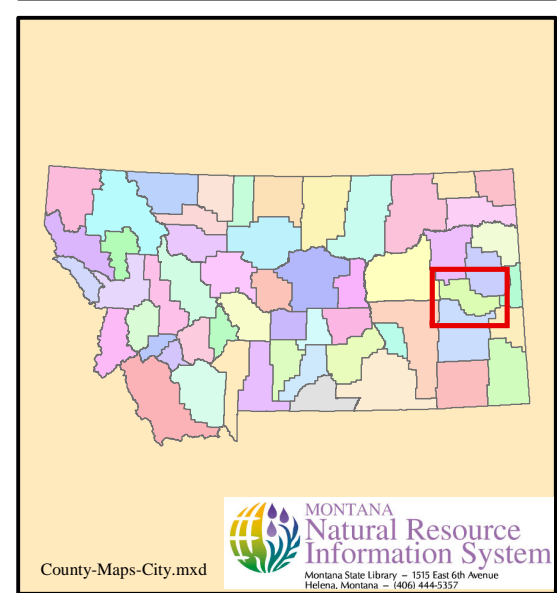 MONTANA
Natural Resource
Information System
Montana State Library – 1515 East 6th Avenue
Helena, Montana – (406) 444-5357
County-Maps-City.mxd